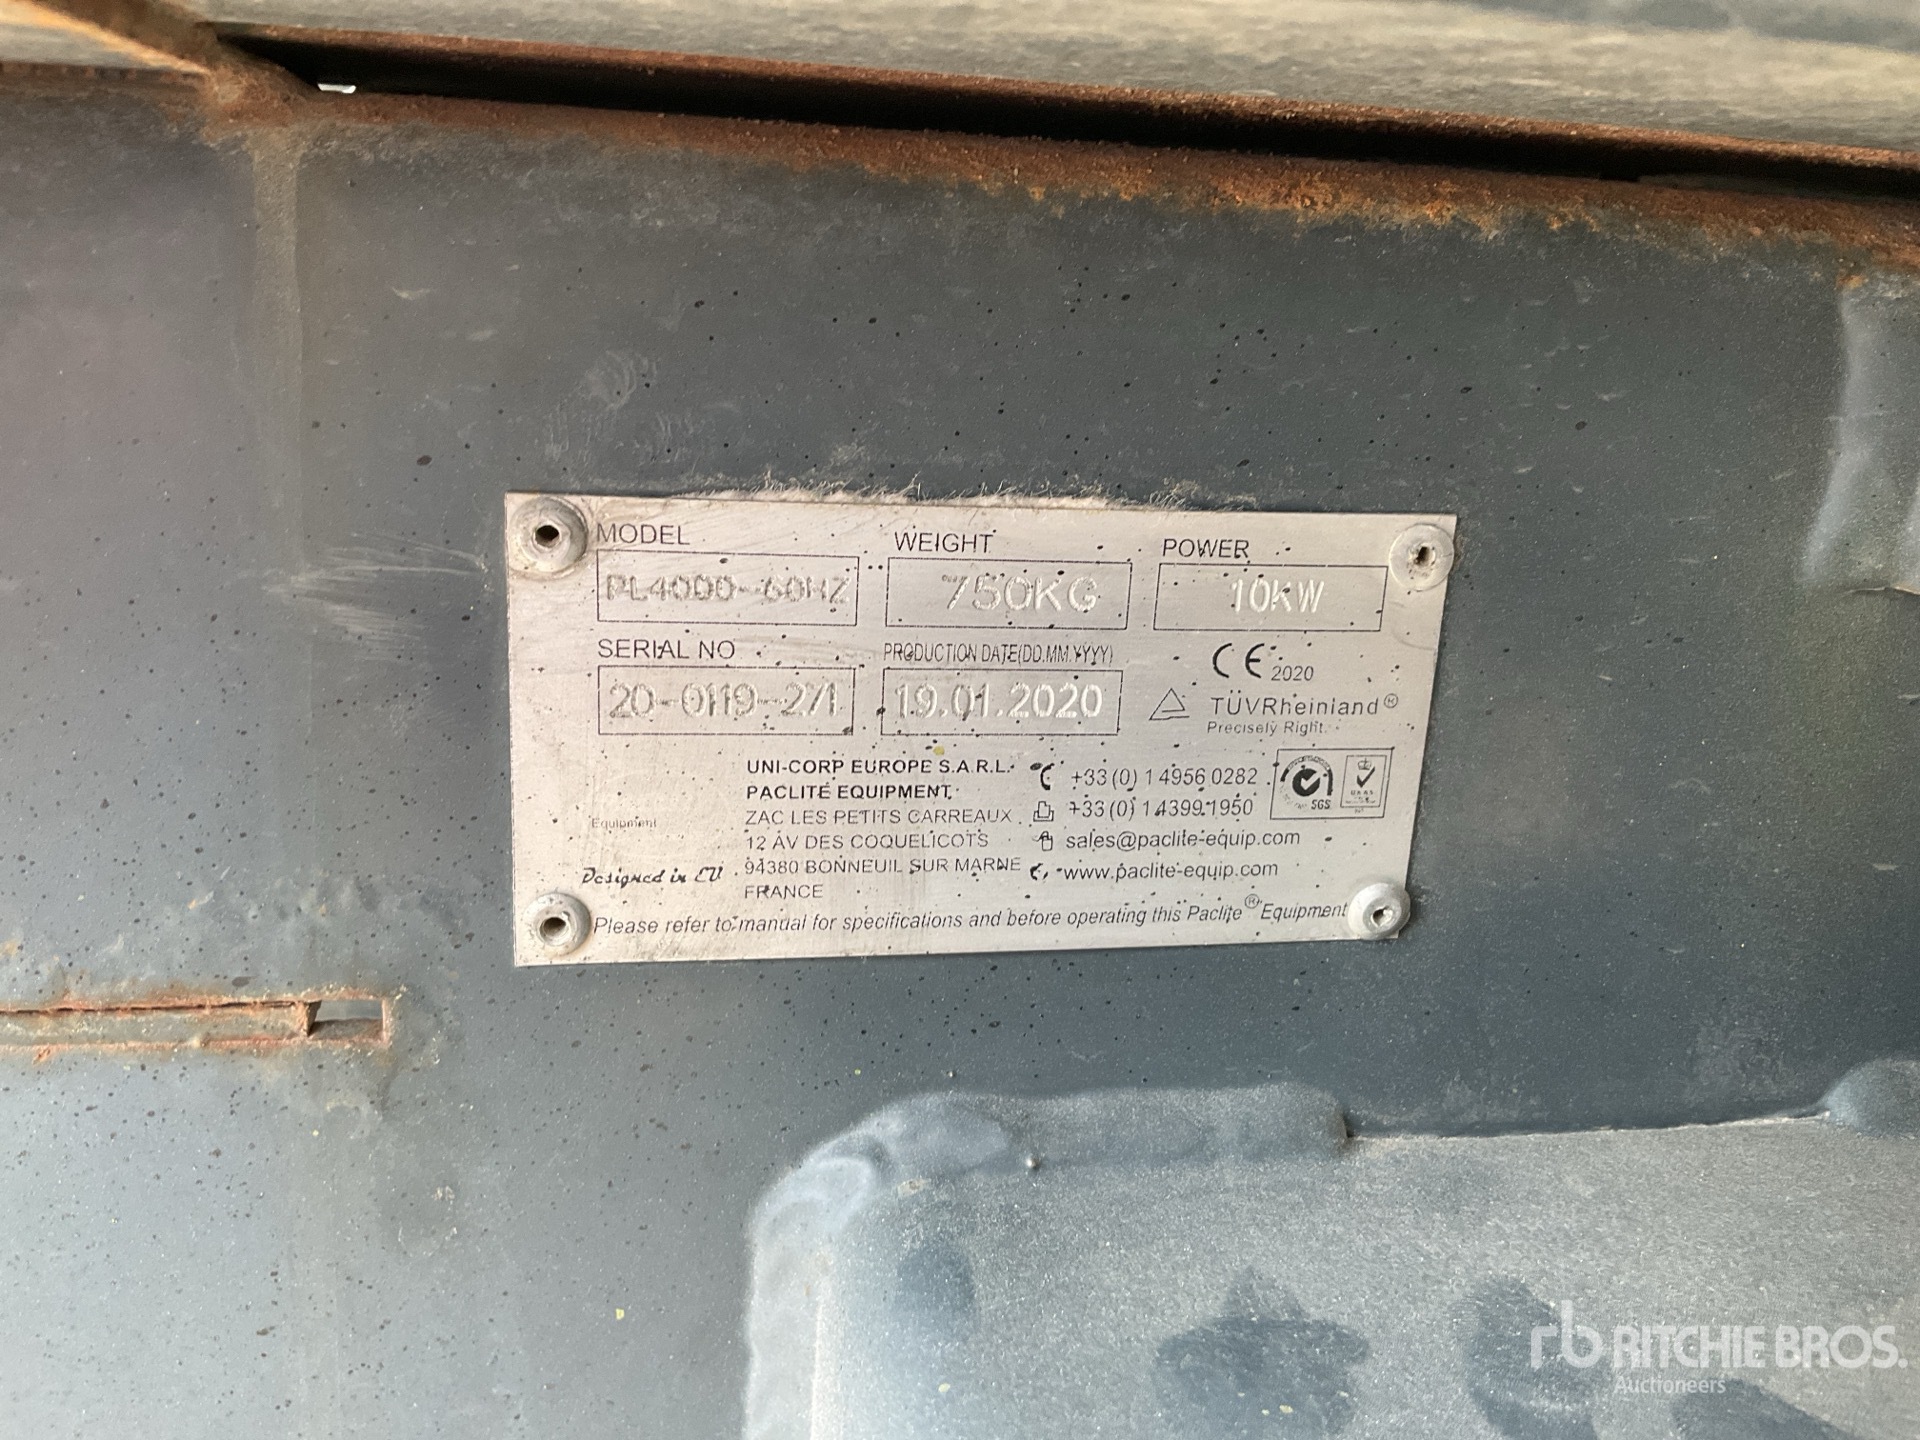 MODEL
PL4000-60HZ
WEIGHT
750KG
POWER
10KW
SERIAL NO
20-0119-271
PRODUCTION DATE(DD.MM.YYYY)
19.01.2020
CE 2020
TÜVRheinland®
Precisely Right.
UNI-CORP EUROPE S.A.R.L.
PACLITE EQUIPMENT
ZAC LES PETITS CARREAUX
12 AV DES COQUELICOTS
94380 BONNEUIL SUR MARNE
FRANCE
+33(0) 1 4956 0282
+33(0) 1 4399 1950
sales@paclite-equip.com
www.paclite-equip.com
SGS
UKAS
Equipment
Designed in EU
Please refer to manual for specifications and before operating this Paclite® Equipment
rb RITCHIE BROS.
Auctioneers